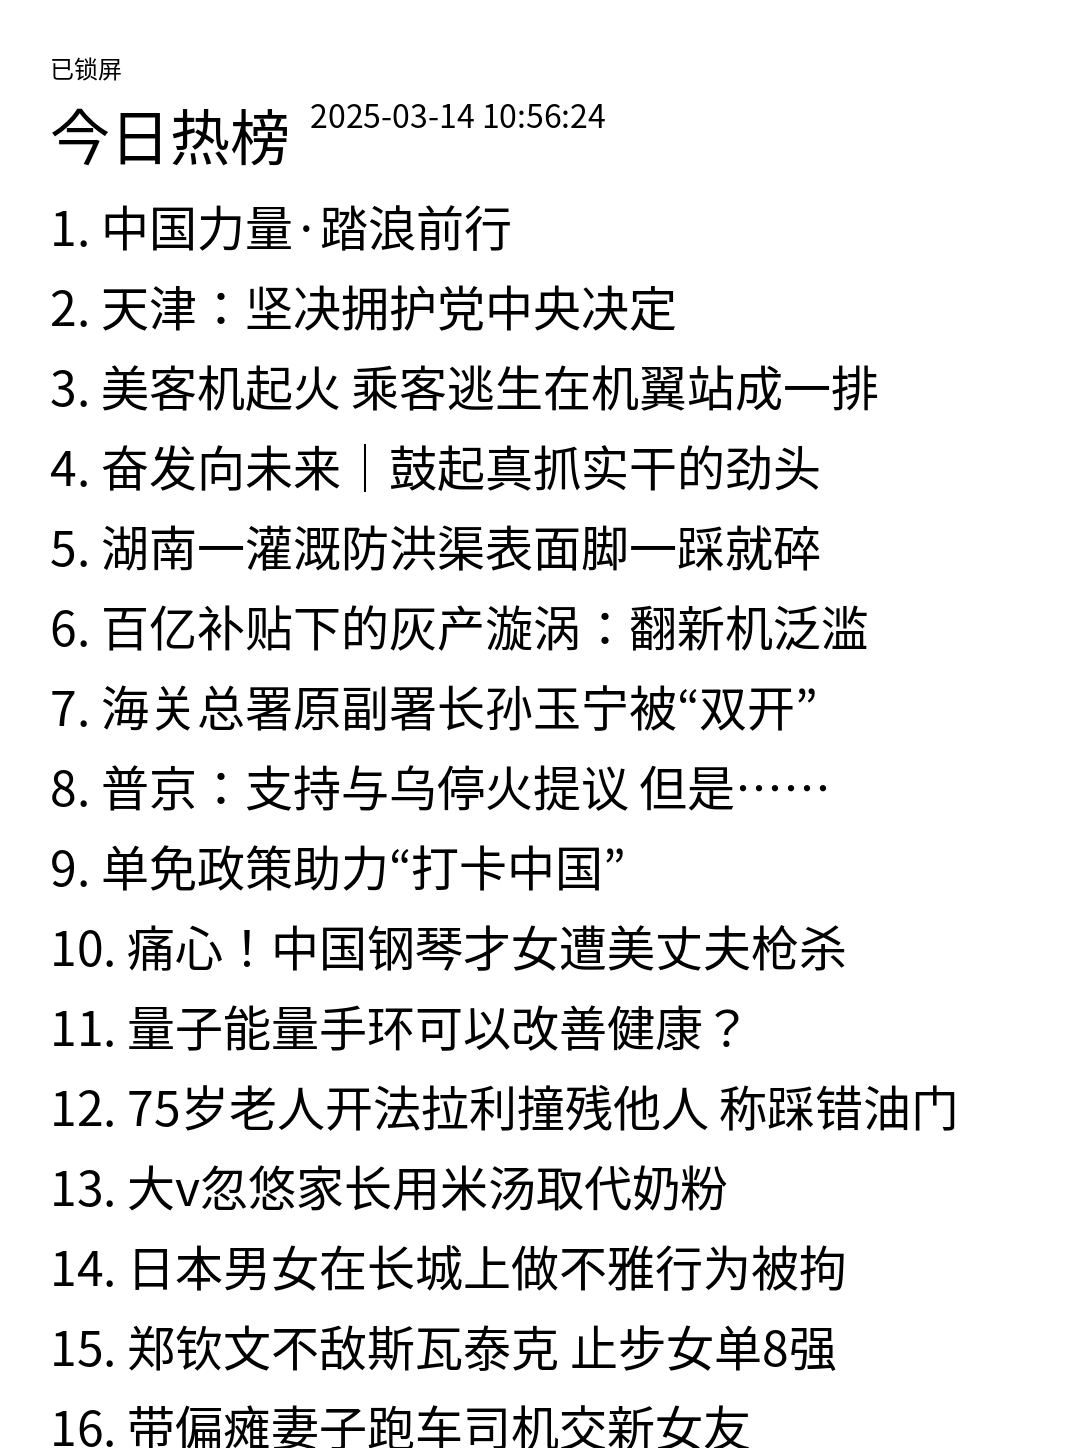 已锁屏
今日热榜 2025-03-14 10:56:24
1. 中国力量·踏浪前行
2. 天津：坚决拥护党中央决定
3. 美客机起火 乘客逃生在机翼站成一排
4. 奋发向未来｜鼓起真抓实干的劲头
5. 湖南一灌溉防洪渠表面脚一踩就碎
6. 百亿补贴下的灰产漩涡：翻新机泛滥
7. 海关总署原副署长孙玉宁被“双开”
8. 普京：支持与乌停火提议 但是……
9. 单免政策助力“打卡中国”
10. 痛心！中国钢琴才女遭美丈夫枪杀
11. 量子能量手环可以改善健康？
12. 75岁老人开法拉利撞残他人 称踩错油门
13. 大v忽悠家长用米汤取代奶粉
14. 日本男女在长城上做不雅行为被拘
15. 郑钦文不敌斯瓦泰克 止步女单8强
16. 带偏瘫妻子跑车司机交新女友